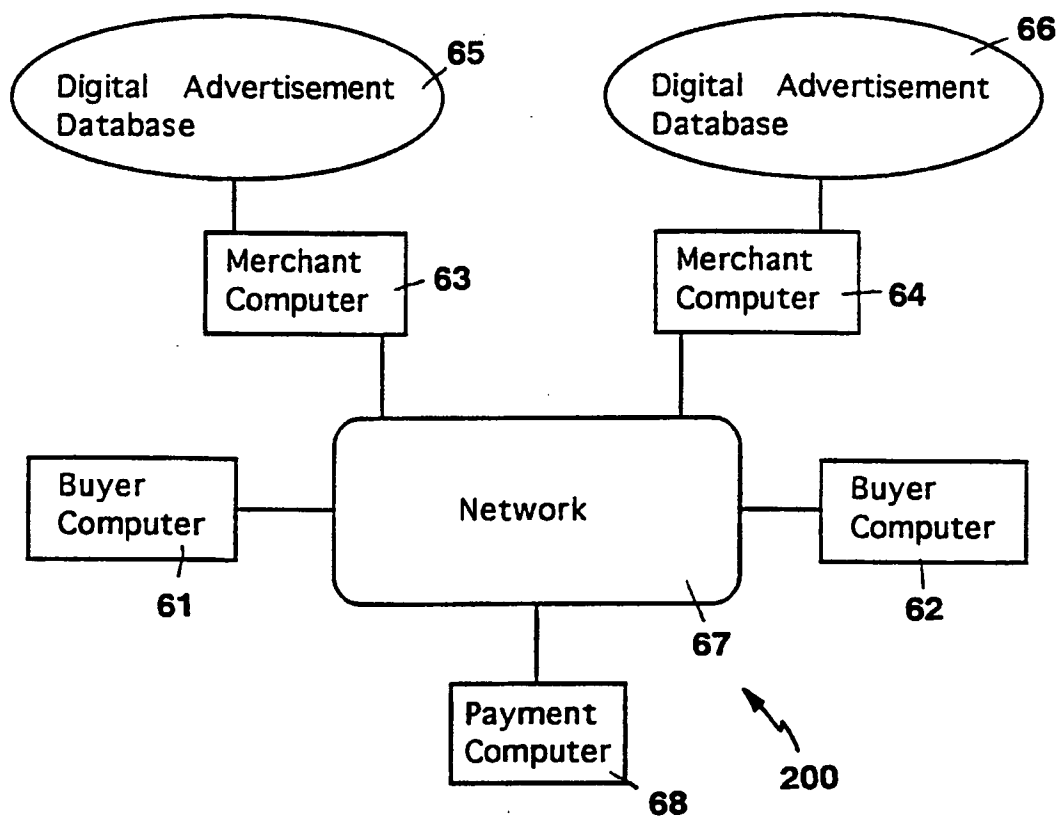 65
Digital Advertisement
Database
66
Digital Advertisement
Database
Merchant
Computer
63
Merchant
Computer
64
Buyer
Computer
61
Network
67
Buyer
Computer
62
Payment
Computer
68
200